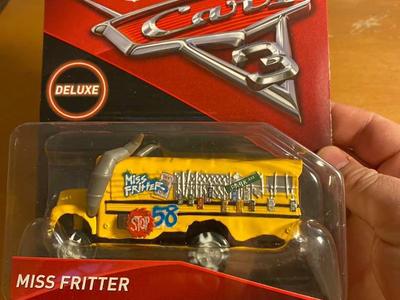 Cars
3
DELUXE
MISS
FRITTER
STOP
58
MISS FRITTER